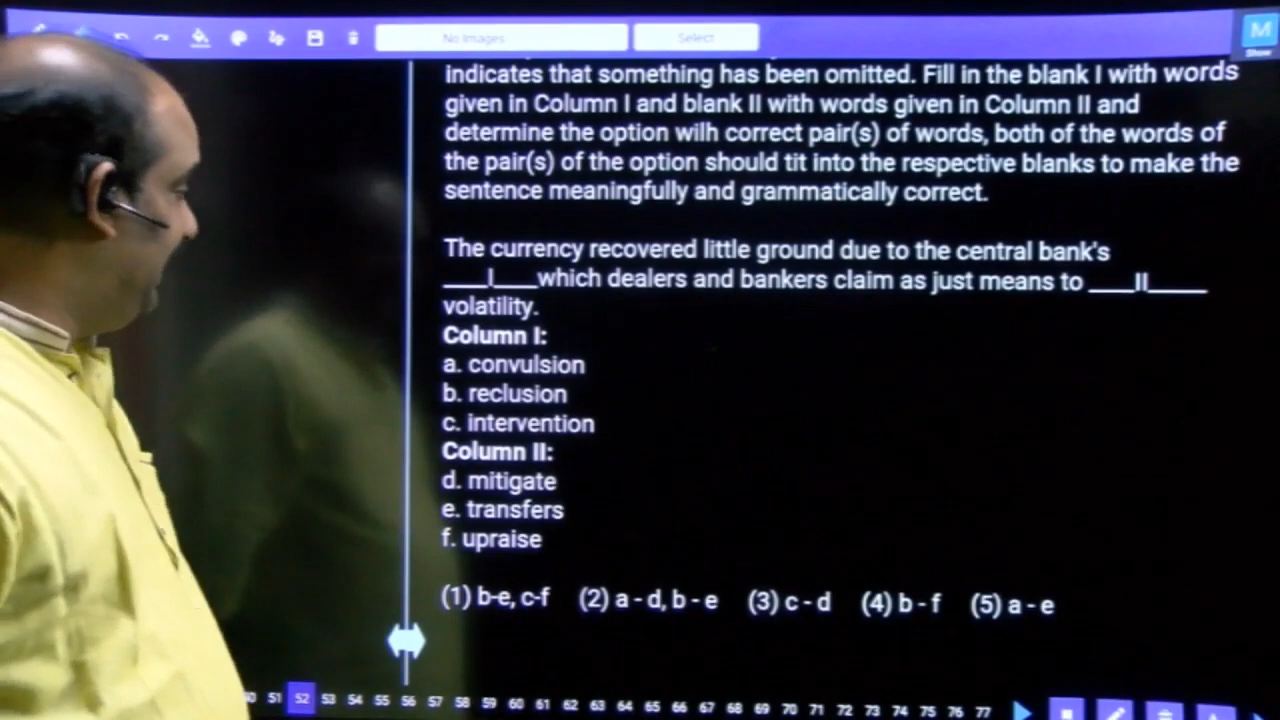 No Images
Select
M
Show
indicates that something has been omitted. Fill in the blank I with words
given in Column I and blank II with words given in Column II and
determine the option wilh correct pair(s) of words, both of the words of
the pair(s) of the option should tit into the respective blanks to make the
sentence meaningfully and grammatically correct.
The currency recovered little ground due to the central bank's
____I____which dealers and bankers claim as just means to ____II_____
volatility.
Column I:
a. convulsion
b. reclusion
c. intervention
Column II:
d. mitigate
e. transfers
f. upraise
(1) b-e, c-f (2) a - d, b - e (3) c - d (4) b - f (5) a - e
51 52 53 54 55 56 57 58 59 60 61 62 63 64 65 66 67 68 69 70 71 72 73 74 75 76 77